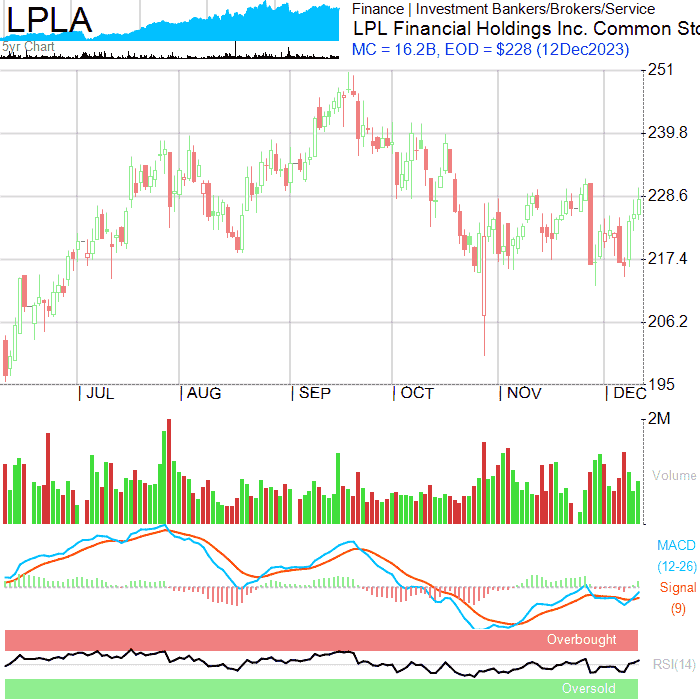 LPLA
5yr Chart
Finance | Investment Bankers/Brokers/Service
LPL Financial Holdings Inc. Common Sto
MC = 16.2B, EOD = $228 (12Dec2023)
251
239.8
228.6
217.4
206.2
195
JUL
AUG
SEP
OCT
NOV
DEC
2M
Volume
MACD
(12-26)
Signal
(9)
Overbought
RSI(14)
Oversold